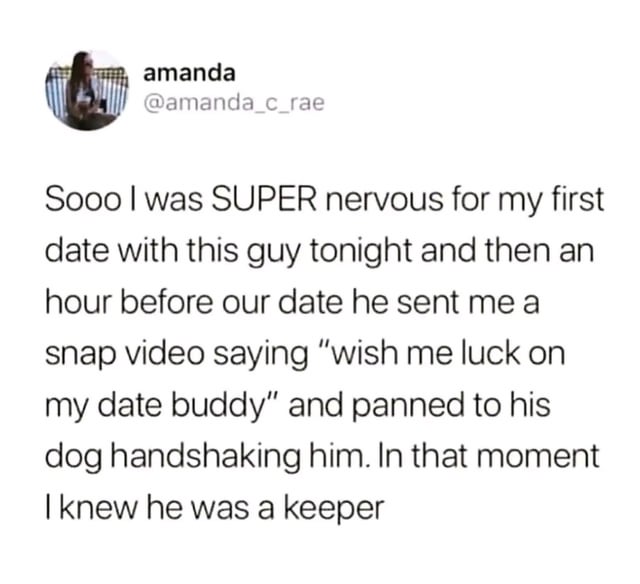 amanda
@amanda_c_rae
Sooo I was SUPER nervous for my first
date with this guy tonight and then an
hour before our date he sent me a
snap video saying "wish me luck on
my date buddy" and panned to his
dog handshaking him. In that moment
I knew he was a keeper